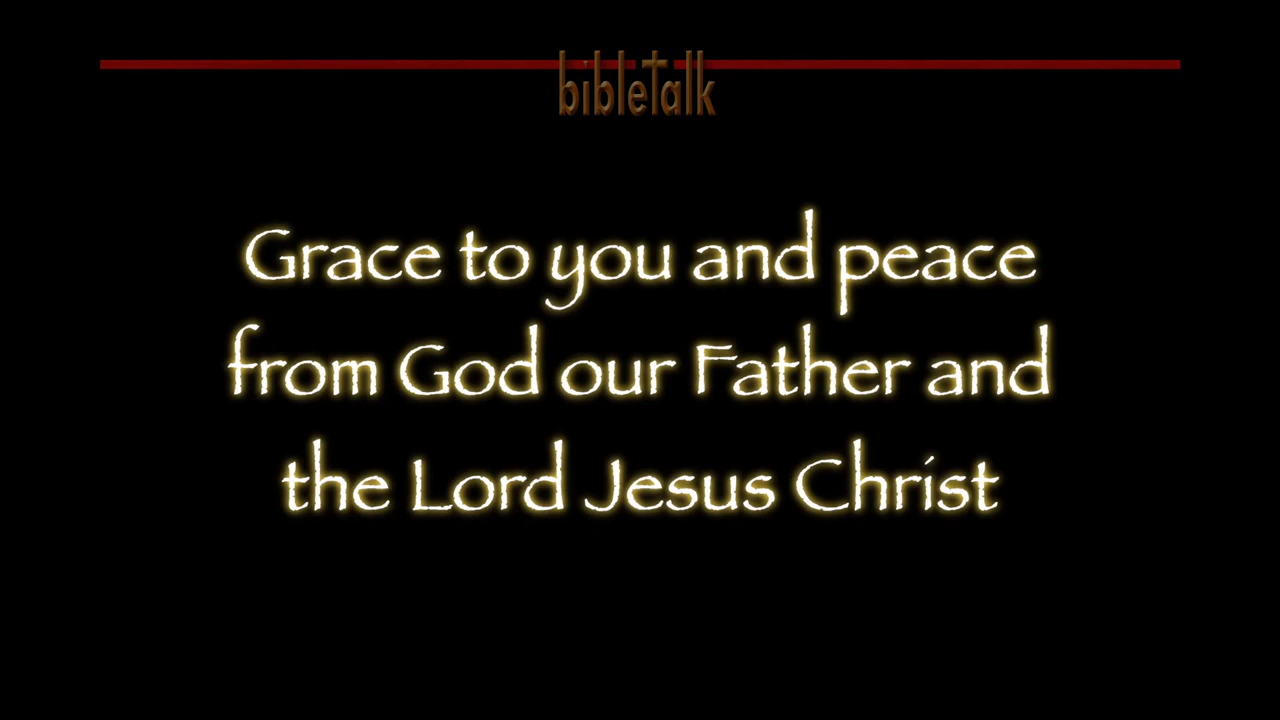 bibleTalk
Grace to you and peace
from God our Father and
the Lord Jesus Christ